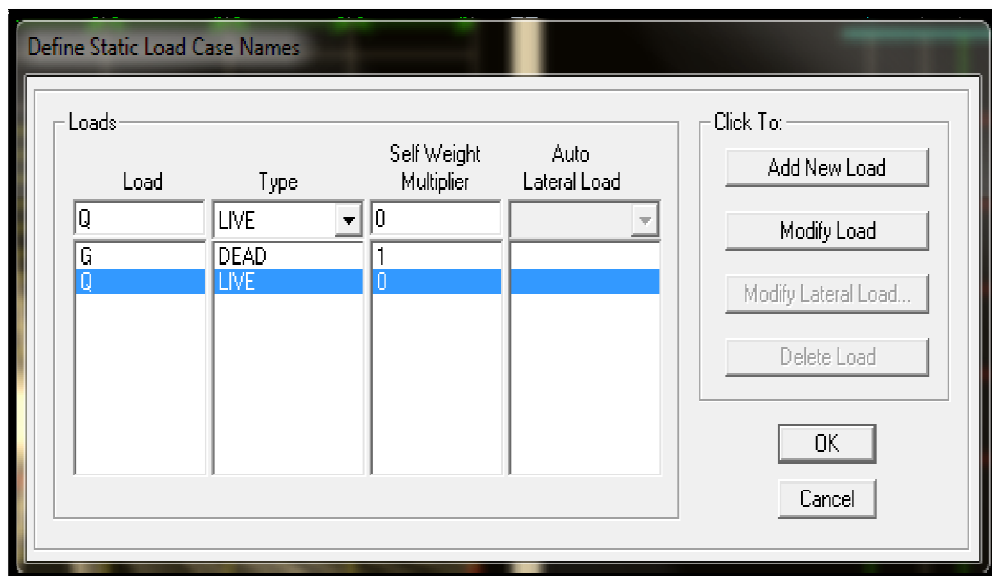 Define Static Load Case Names
Loads
Click To:
Load Type Self Weight Multiplier Auto Lateral Load
Q LIVE 0
G DEAD 1
Q LIVE 0
Add New Load
Modify Load
Modify Lateral Load...
Delete Load
OK
Cancel